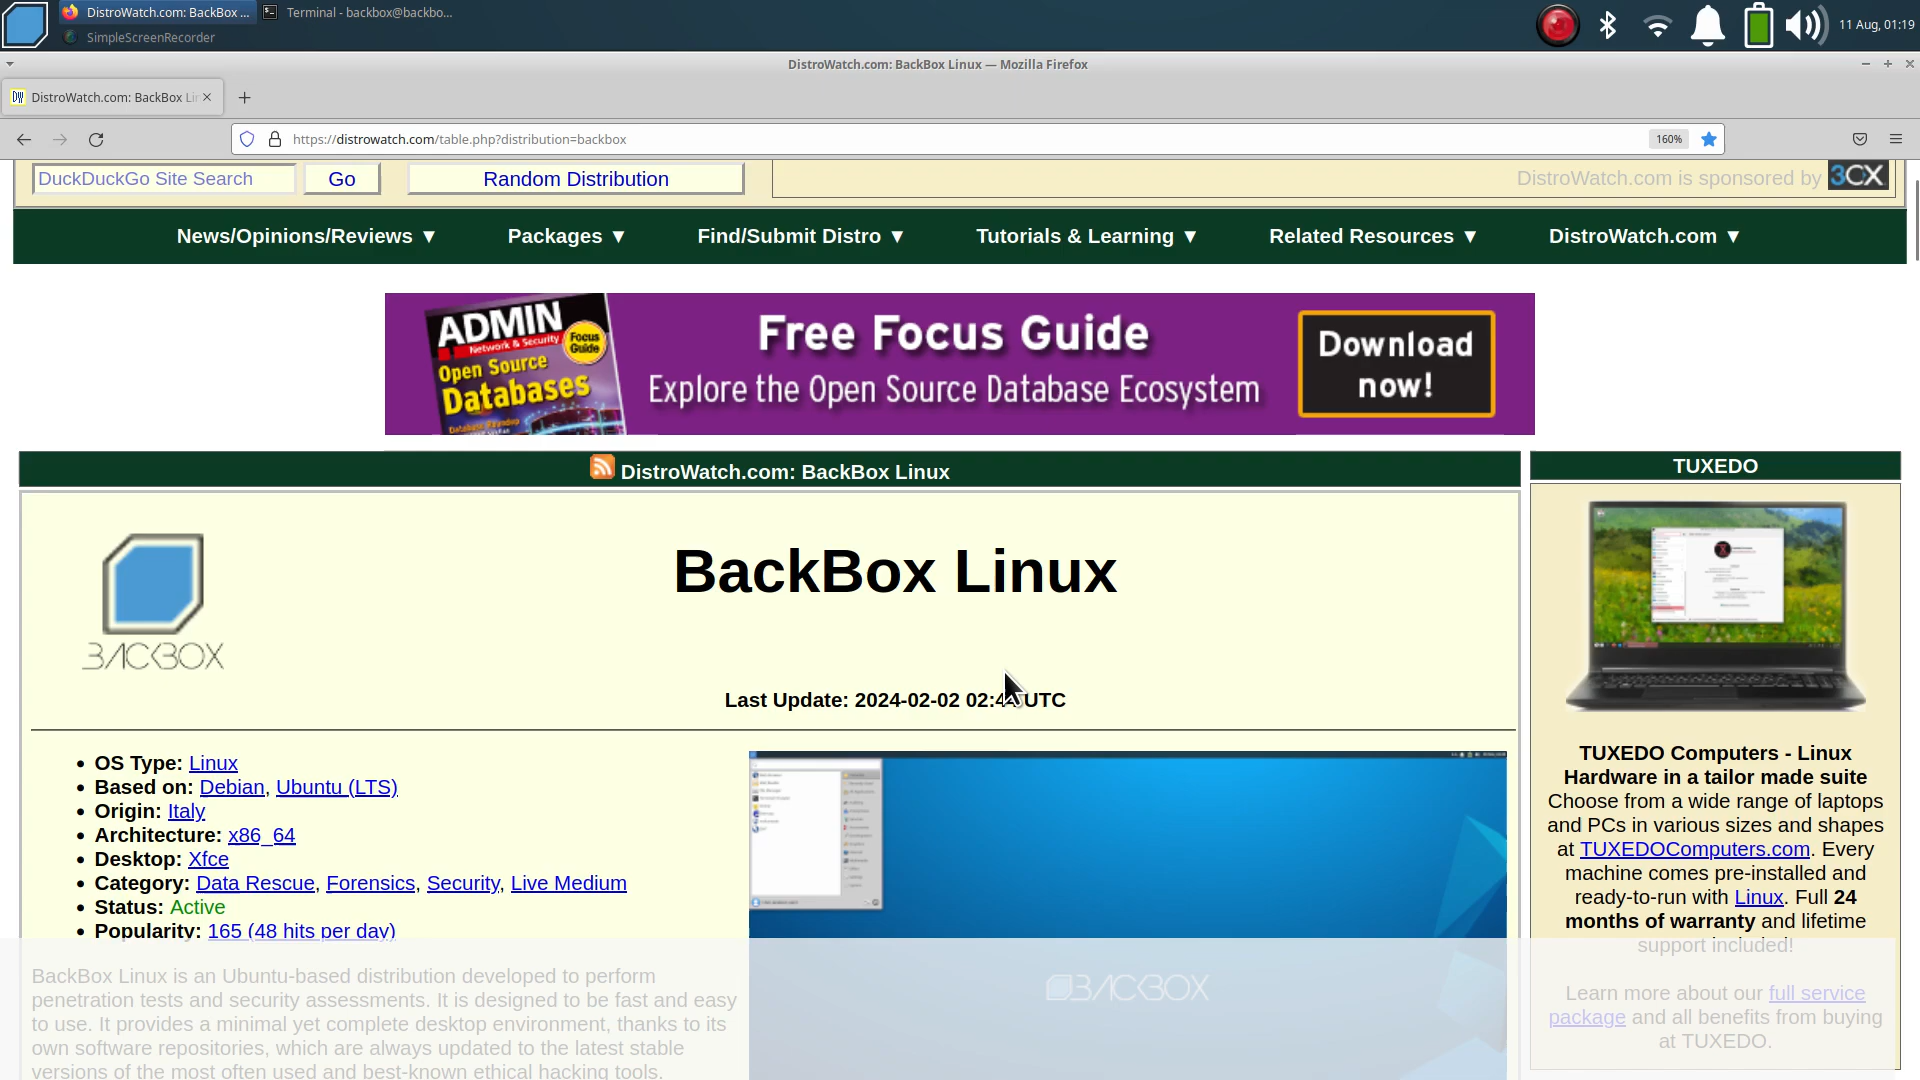 DistroWatch.com: BackBox ...
Terminal - backbox@backbo...
SimpleScreenRecorder
11 Aug, 01:19
DistroWatch.com: BackBox Linux — Mozilla Firefox
DistroWatch.com: BackBox Li
https://distrowatch.com/table.php?distribution=backbox
160%
DuckDuckGo Site Search
Go
Random Distribution
DistroWatch.com is sponsored by 3CX
News/Opinions/Reviews ▼
Packages ▼
Find/Submit Distro ▼
Tutorials & Learning ▼
Related Resources ▼
DistroWatch.com ▼
ADMIN
Network & Security
Focus
Guide
Open Source
Databases
Free Focus Guide
Explore the Open Source Database Ecosystem
Download
now!
DistroWatch.com: BackBox Linux
BACKBOX
BackBox Linux
Last Update: 2024-02-02 02:4 UTC
• OS Type: Linux
• Based on: Debian, Ubuntu (LTS)
• Origin: Italy
• Architecture: x86_64
• Desktop: Xfce
• Category: Data Rescue, Forensics, Security, Live Medium
• Status: Active
• Popularity: 165 (48 hits per day)
BackBox Linux is an Ubuntu-based distribution developed to perform
penetration tests and security assessments. It is designed to be fast and easy
to use. It provides a minimal yet complete desktop environment, thanks to its
own software repositories, which are always updated to the latest stable
versions of the most often used and best-known ethical hacking tools.
BACKBOX
TUXEDO
TUXEDO Computers - Linux
Hardware in a tailor made suite
Choose from a wide range of laptops
and PCs in various sizes and shapes
at TUXEDOComputers.com. Every
machine comes pre-installed and
ready-to-run with Linux. Full 24
months of warranty and lifetime
support included!
Learn more about our full service
package and all benefits from buying
at TUXEDO.